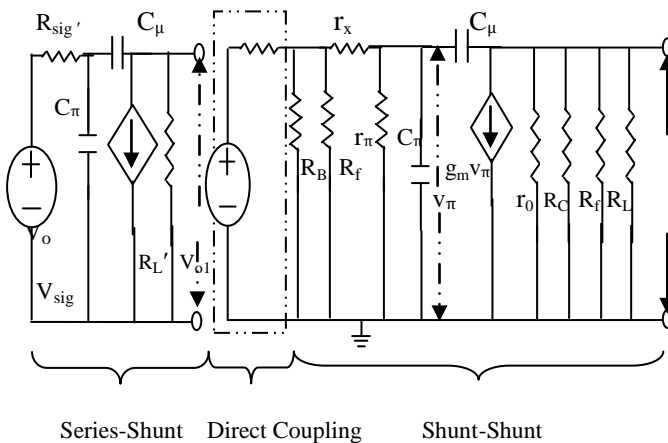 Rsig′
Cμ
rx
Cμ
Cπ
RB
Rf
rπ
Cπ
gmvπ
vπ
r0
RC
Rf
RL
Vo
RL′
Vo1
Vsig
Series-Shunt
Direct Coupling
Shunt-Shunt